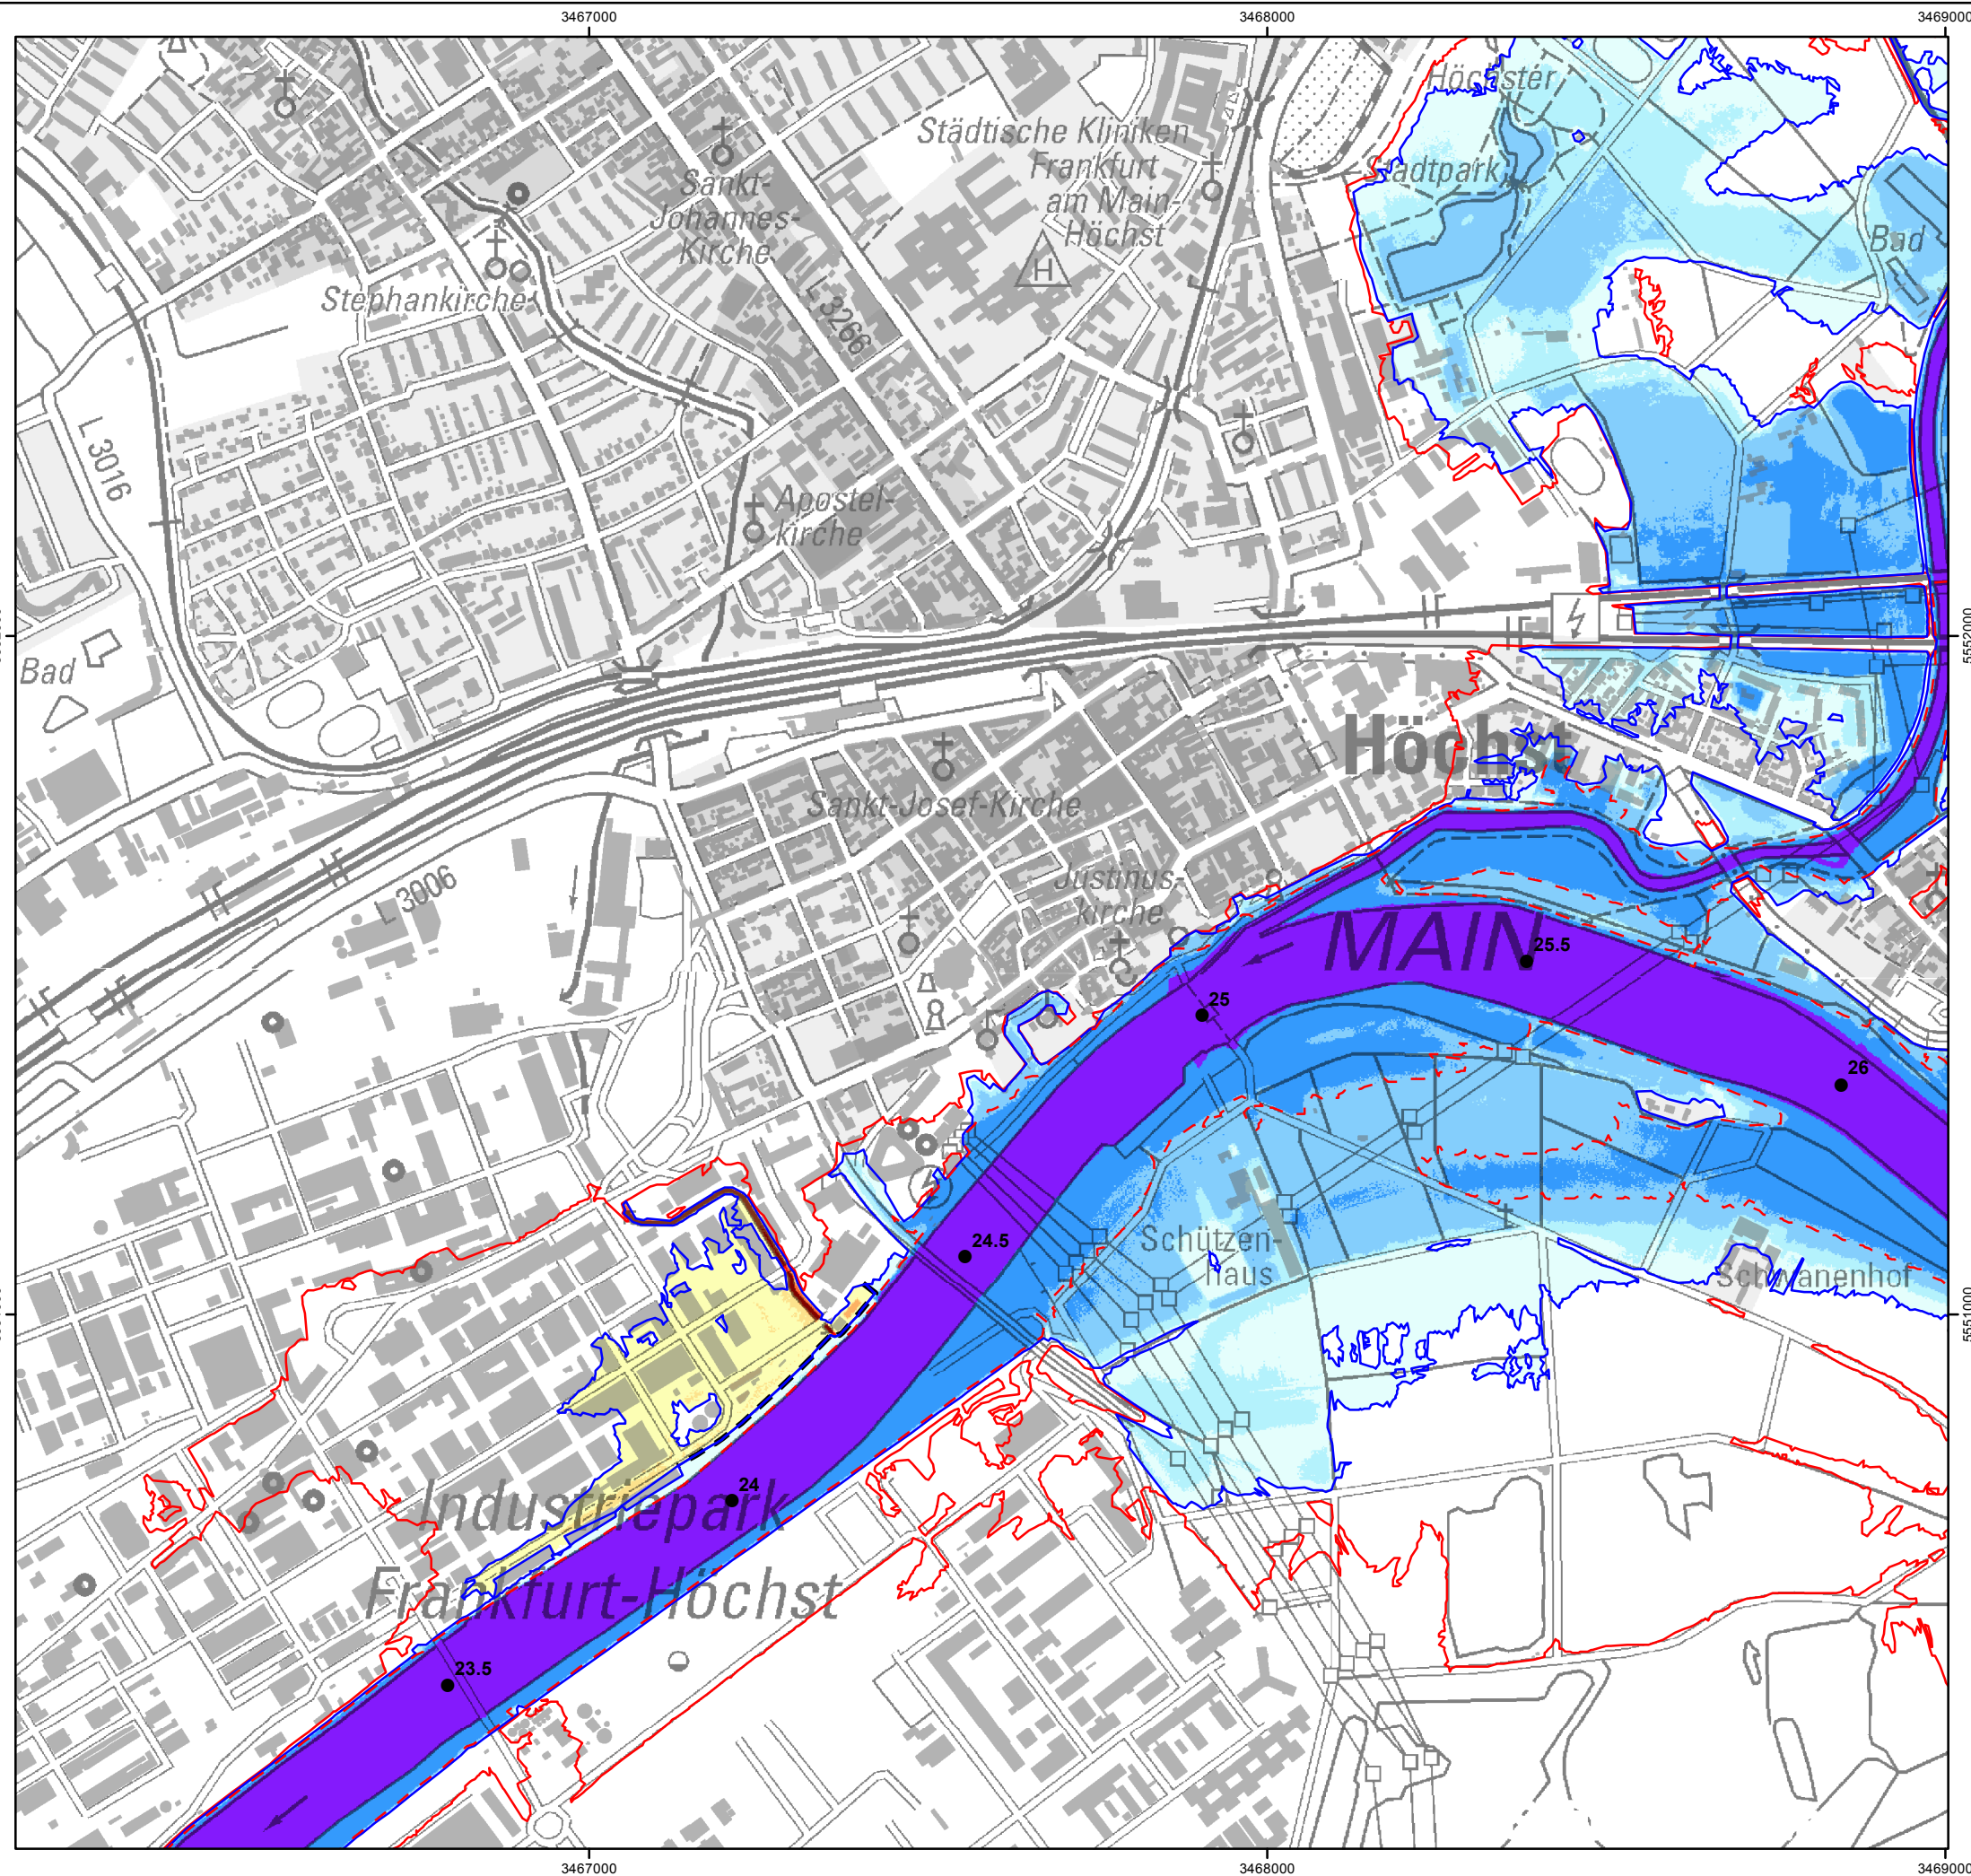 3467000
3468000
3469000
Höchster
Stadtpark
Städtische Kliniken
Frankfurt
am Main-
Höchst
H
Sankt-
Johannes-
Kirche
Bad
Stephankirche
L 3266
L 3016
Apostel-
kirche
5552000
Bad
Höchst
Sankt-Josef-Kirche
L 3006
Justinus-
kirche
MAIN
25.5
25
26
24.5
Schützen-
haus
Schwanenhof
5551000
24
Industriepark
Frankfurt-Höchst
23.5
3467000
3468000
3469000